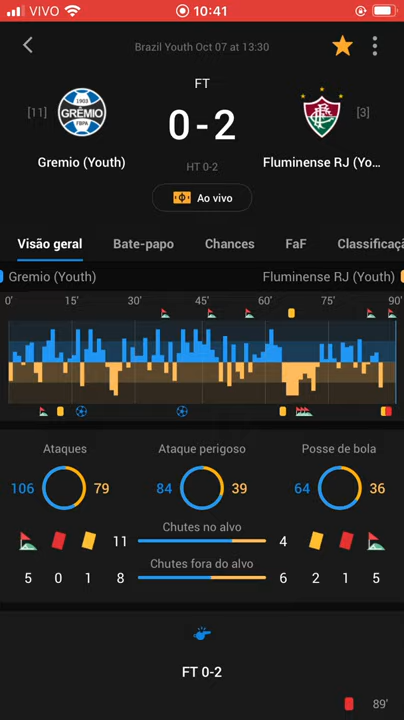 VIVO 10:41
Brazil Youth Oct 07 at 13:30
FT
[11] 0-2 [3]
1903
GRÊMIO
FBPA
Gremio (Youth) HT 0-2 Fluminense RJ (Yo...
Ao vivo
Visão geral Bate-papo Chances FaF Classificaçã
Gremio (Youth) Fluminense RJ (Youth)
0' 15' 30' 45' 60' 75' 90'
Ataques Ataque perigoso Posse de bola
106 79 84 39 64 36
Chutes no alvo
11 4
Chutes fora do alvo
5 0 1 8 6 2 1 5
FT 0-2
89'